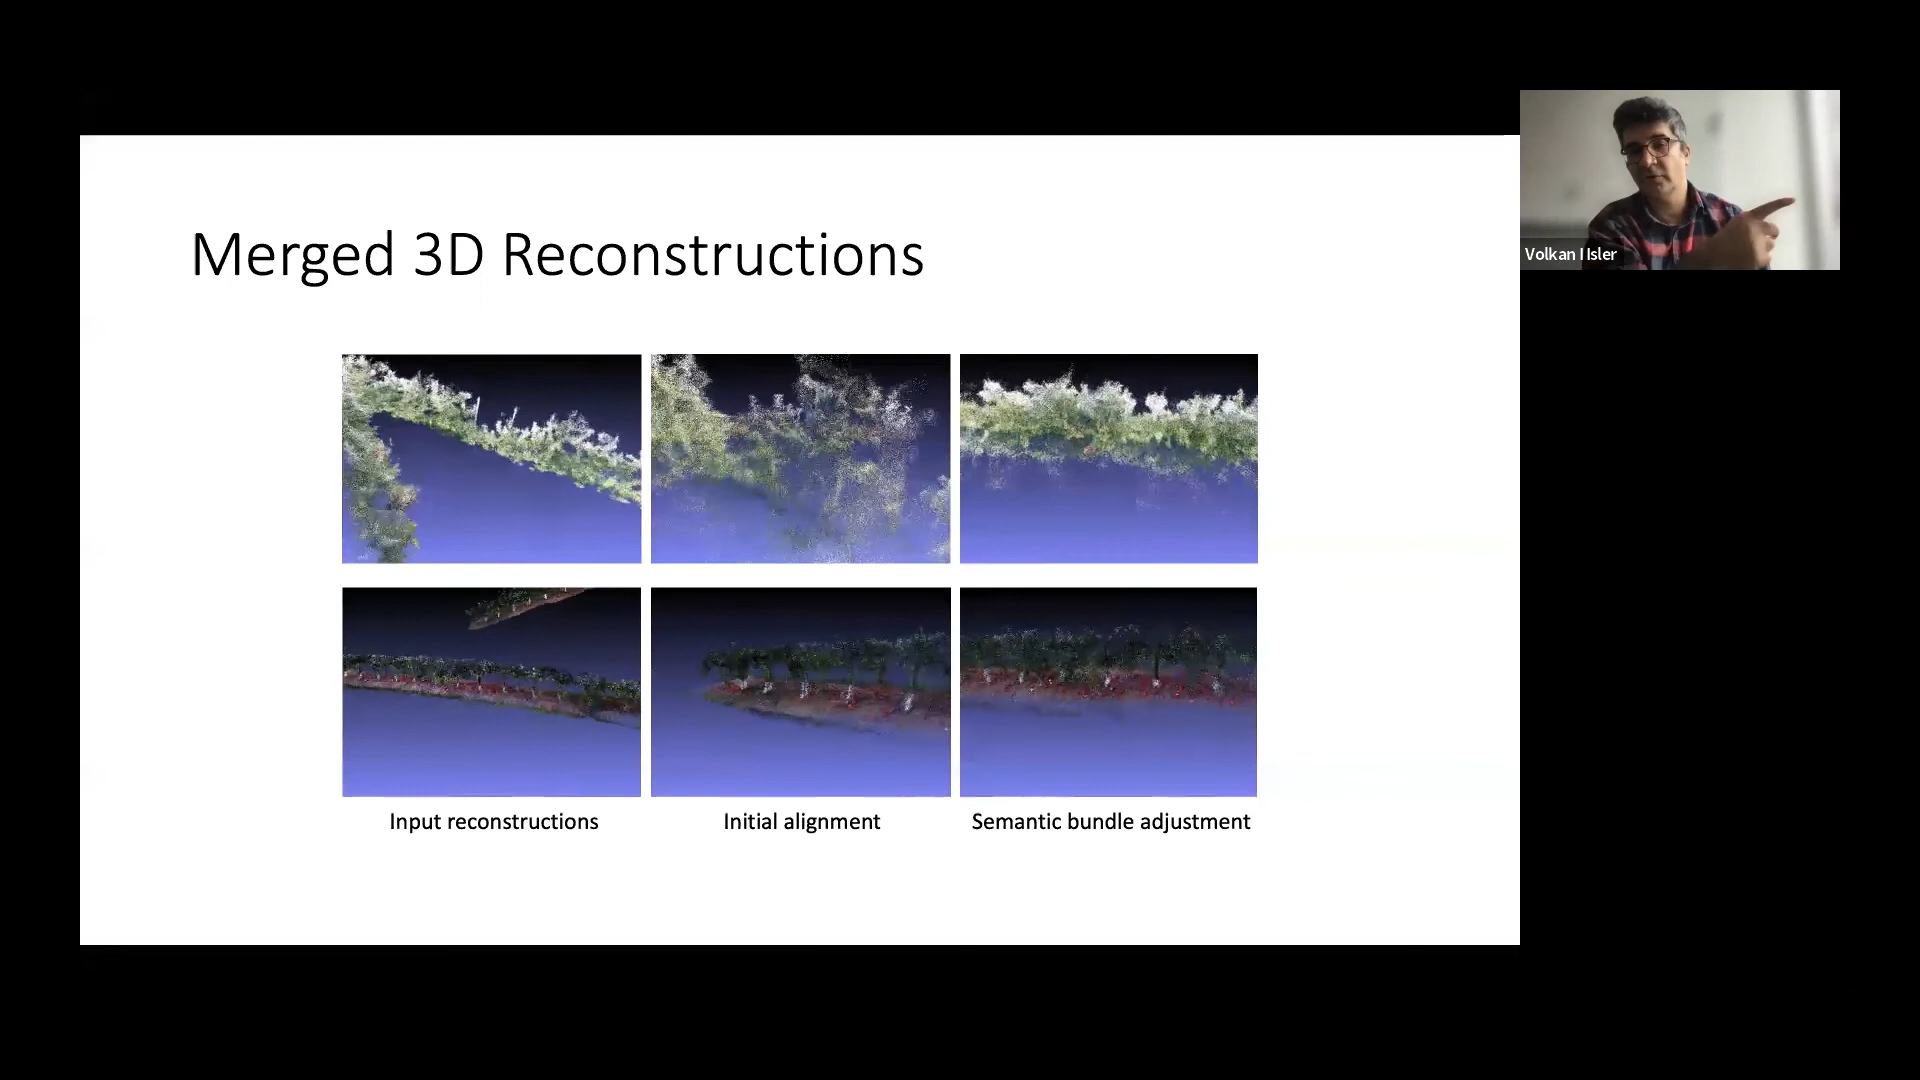 Merged 3D Reconstructions
Volkan I Isler
Input reconstructions
Initial alignment
Semantic bundle adjustment